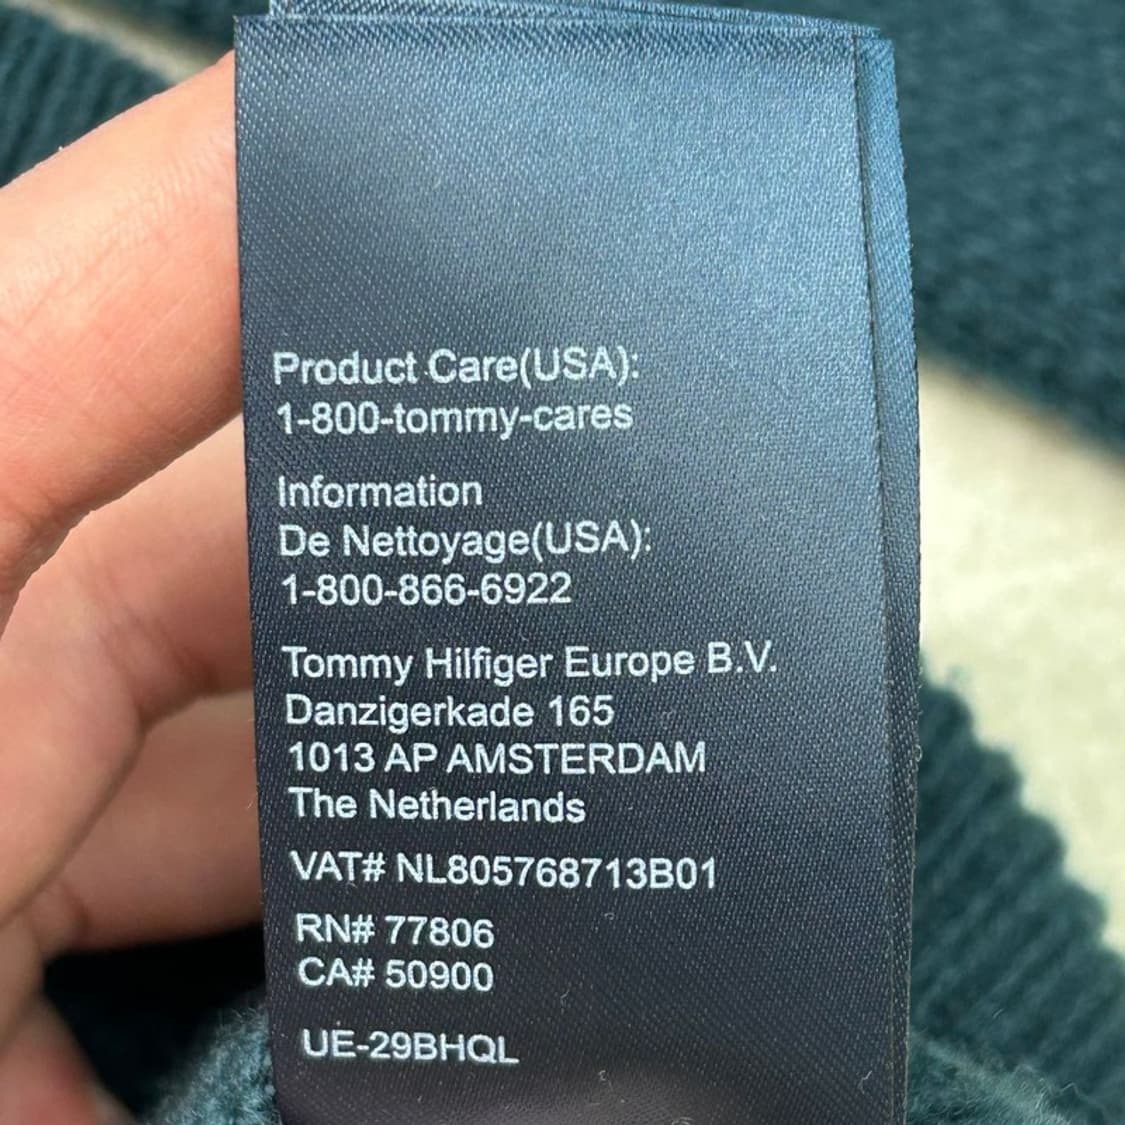 Product Care(USA):
1-800-tommy-cares
Information
De Nettoyage(USA):
1-800-866-6922
Tommy Hilfiger Europe B.V.
Danzigerkade 165
1013 AP AMSTERDAM
The Netherlands
VAT# NL805768713B01
RN# 77806
CA# 50900
UE-29BHQL